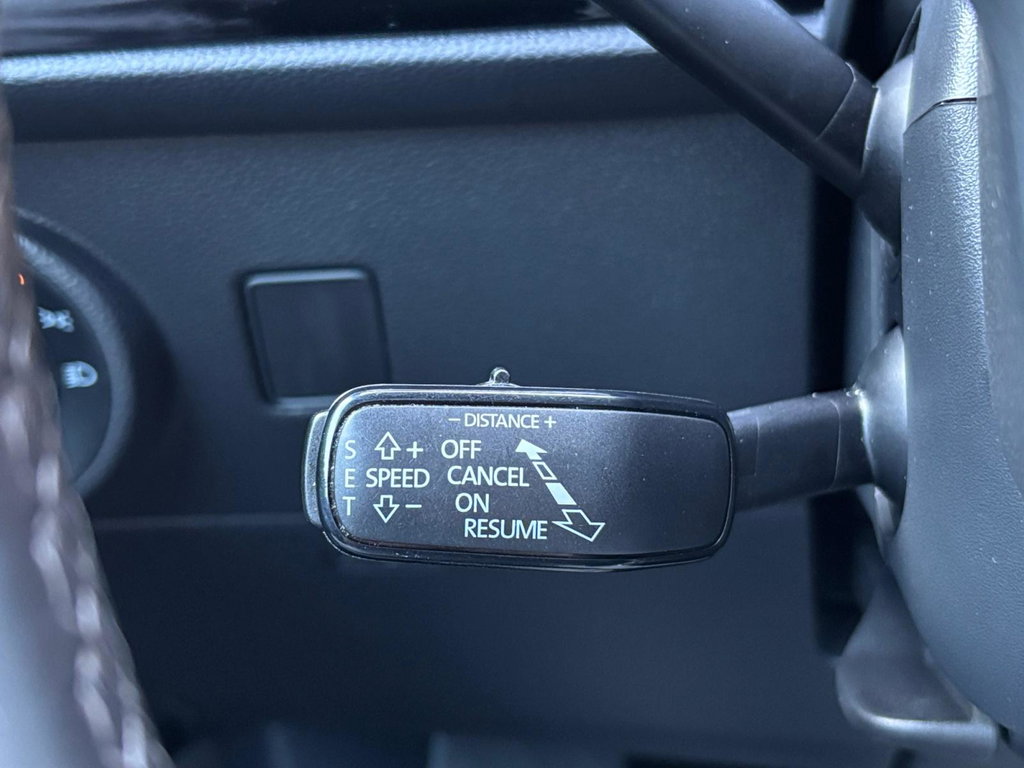 − DISTANCE +
S + OFF
E SPEED CANCEL
T − ON
RESUME